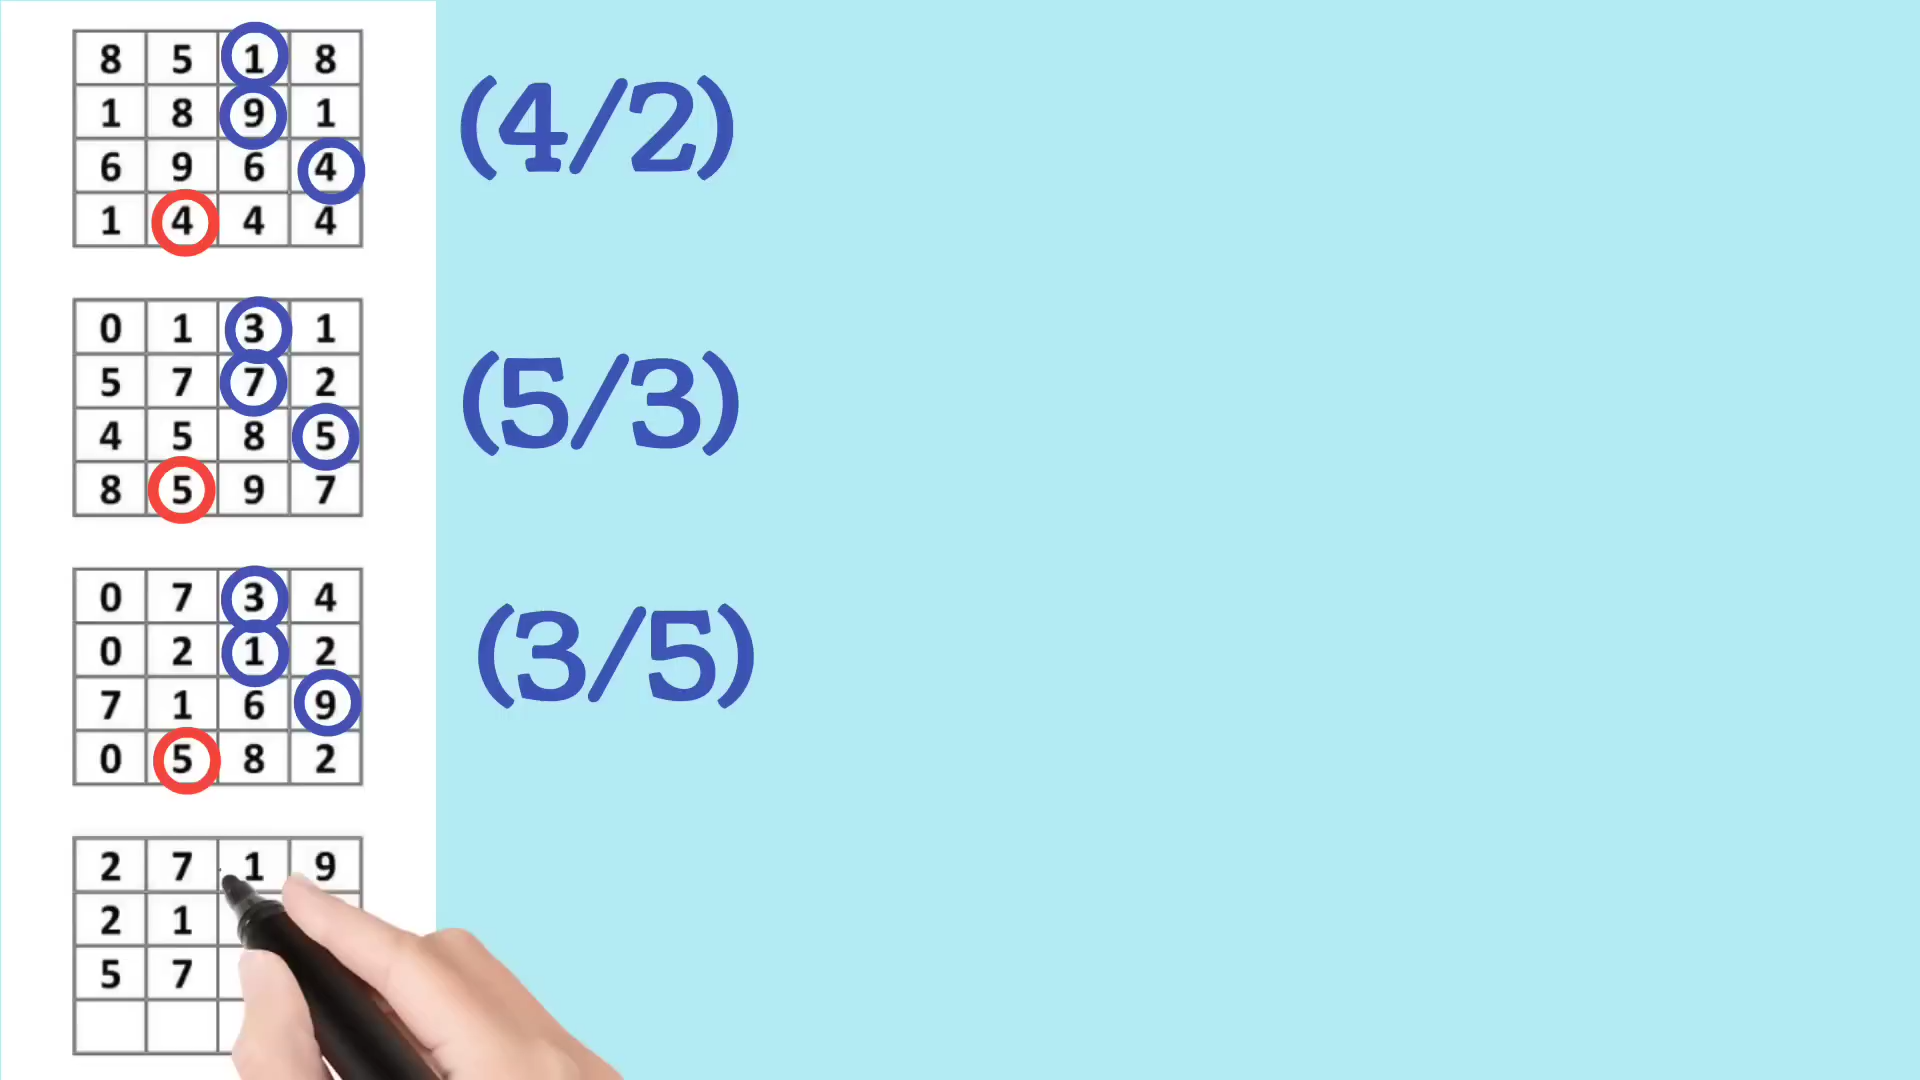 8 5 1 8
1 8 9 1
6 9 6 4
1 4 4 4
(4/2)
0 1 3 1
5 7 7 2
4 5 8 5
8 5 9 7
(5/3)
0 7 3 4
0 2 1 2
7 1 6 9
0 5 8 2
(3/5)
2 7 1 9
2 1
5 7